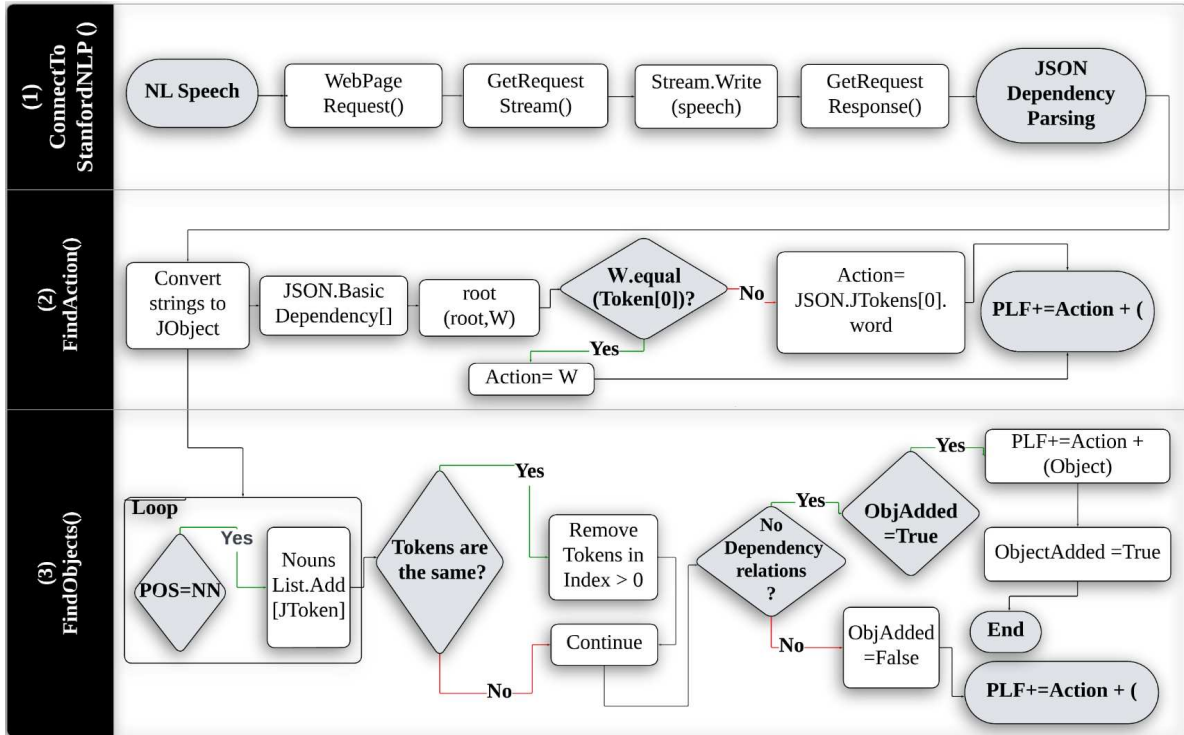 (1)
ConnectTo
StanfordNLP ()
NL Speech
WebPage
Request()
GetRequest
Stream()
Stream.Write
(speech)
GetRequest
Response()
JSON
Dependency
Parsing
(2)
FindAction()
Convert
strings to
JObject
JSON.Basic
Dependency[]
root
(root,W)
W.equal
(Token[0])?
No
Action=
JSON.JTokens[0].
word
PLF+=Action + (
Yes
Action= W
(3)
FindObjects()
Loop
POS=NN
Yes
Nouns
List.Add
[JToken]
Tokens are
the same?
Yes
Remove
Tokens in
Index > 0
No
Continue
No
Dependency
relations
?
Yes
ObjAdded
=True
Yes
PLF+=Action +
(Object)
ObjectAdded =True
End
No
ObjAdded
=False
PLF+=Action + (